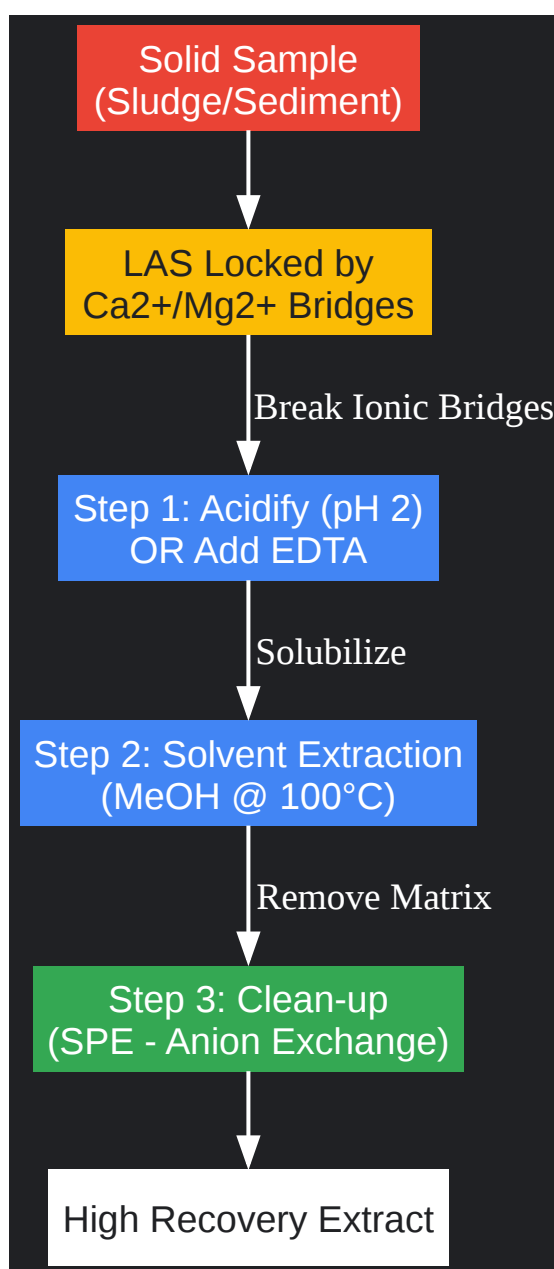 Solid Sample
(Sludge/Sediment)
LAS Locked by
Ca2+/Mg2+ Bridges
Break Ionic Bridges
Step 1: Acidify (pH 2)
OR Add EDTA
Solubilize
Step 2: Solvent Extraction
(MeOH @ 100°C)
Remove Matrix
Step 3: Clean-up
(SPE - Anion Exchange)
High Recovery Extract